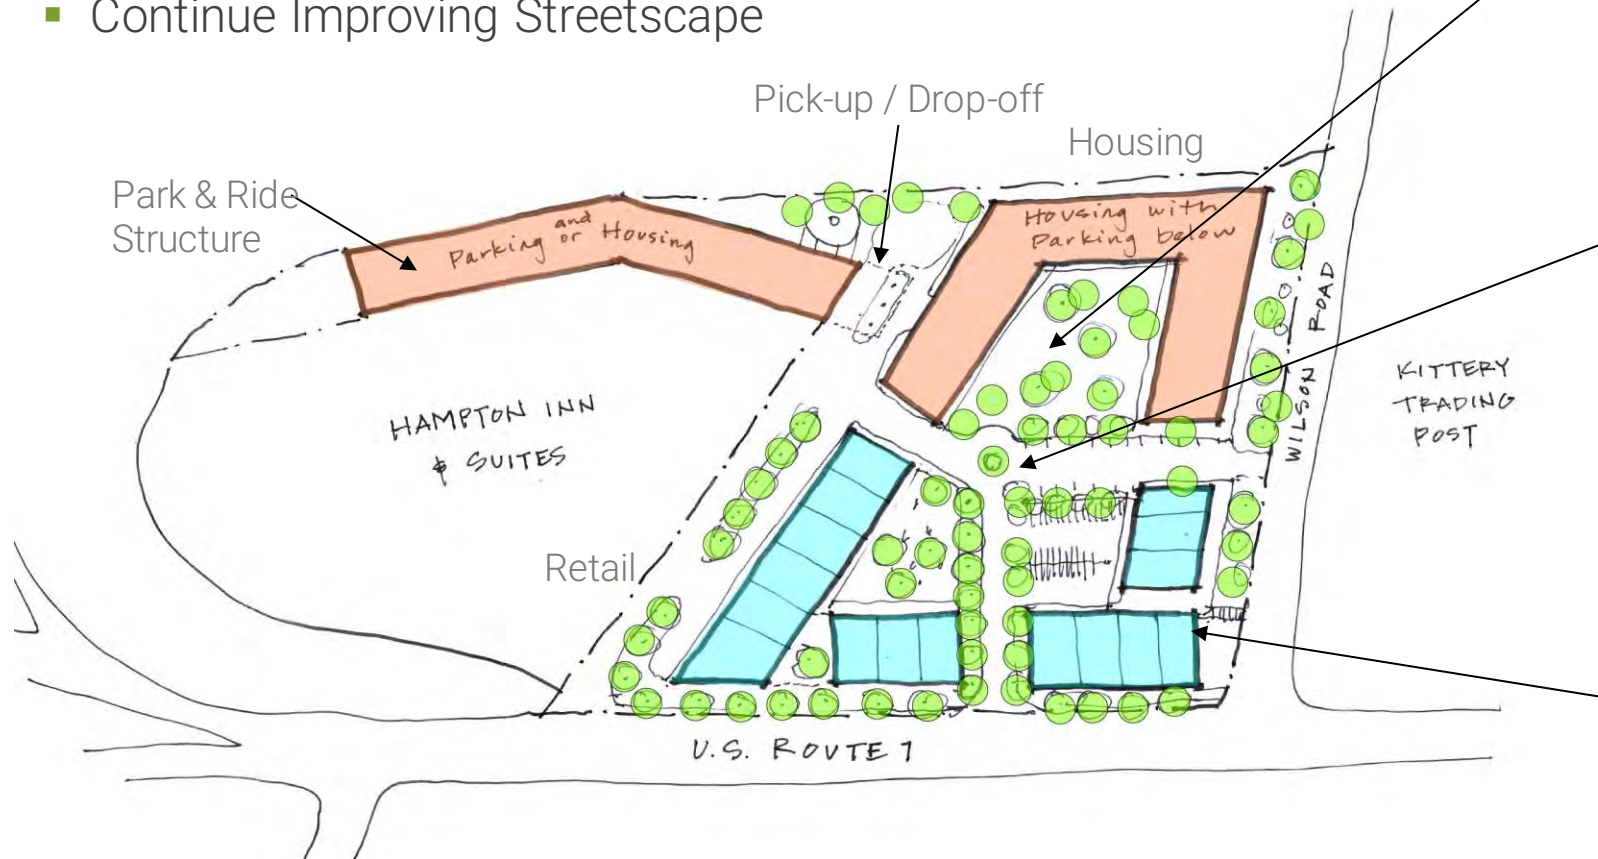 ▪ Continue Improving Streetscape
Pick-up / Drop-off
Housing
Park & Ride
Structure
Parking and or Housing
Housing with
Parking below
WILSON ROAD
HAMPTON INN
& SUITES
KITTERY
TRADING
POST
Retail
U.S. ROUTE 1